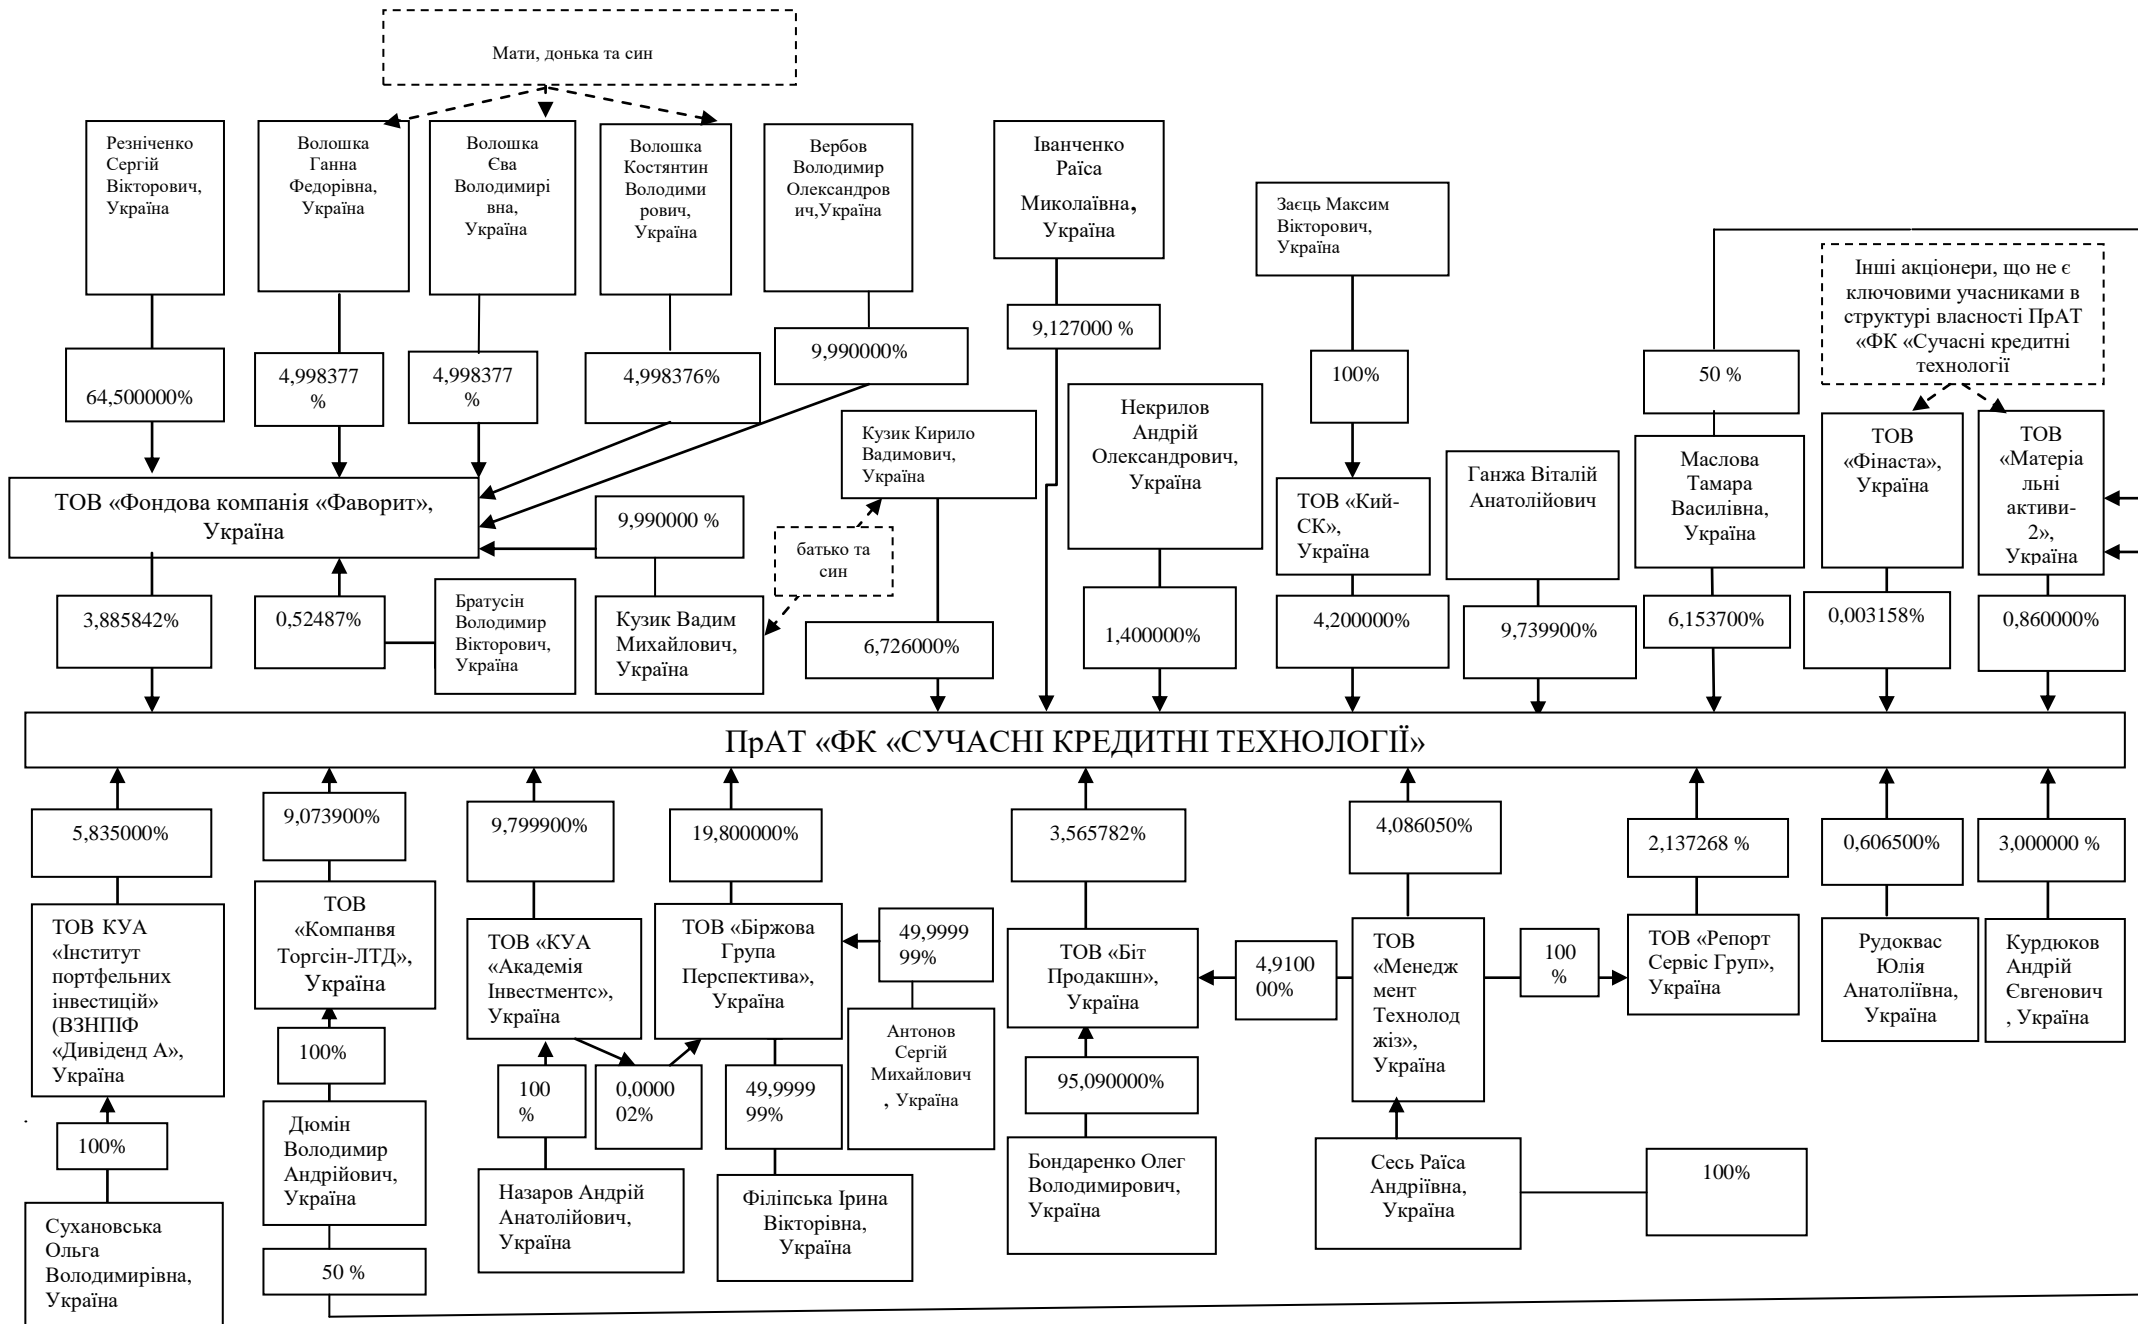 Мати, донька та син
Резніченко
Сергій
Вікторович,
Україна
Волошка
Ганна
Федорівна,
Україна
Волошка
Єва
Володимирі
вна,
Україна
Волошка
Костянтин
Володими
рович,
Україна
Вербов
Володимир
Олександров
ич,Україна
Іванченко
Раїса
Миколаївна,
Україна
Заєць Максим
Вікторович,
Україна
Інші акціонери, що не є
ключовими учасниками в
структурі власності ПрАТ
«ФК «Сучасні кредитні
технології
64,500000%
4,998377
%
4,998377
%
4,998376%
9,990000%
9,127000 %
100%
50 %
Кузик Кирило
Вадимович,
Україна
Некрилов
Андрій
Олександрович,
Україна
ТОВ «Фондова компанія «Фаворит»,
Україна
9,990000 %
батько та
син
ТОВ «Кий-
СК»,
Україна
Ганжа Віталій
Анатолійович
Маслова
Тамара
Василівна,
Україна
ТОВ
«Фінаста»,
Україна
ТОВ
«Матеріа
льні
активи-
2»,
Україна
3,885842%
0,52487%
Братусін
Володимир
Вікторович,
Україна
Кузик Вадим
Михайлович,
Україна
6,726000%
1,400000%
4,200000%
9,739900%
6,153700%
0,003158%
0,860000%
ПрАТ «ФК «СУЧАСНІ КРЕДИТНІ ТЕХНОЛОГІЇ»
5,835000%
9,073900%
9,799900%
19,800000%
3,565782%
4,086050%
2,137268 %
0,606500%
3,000000 %
ТОВ КУА
«Інститут
портфельних
інвестицій»
(ВЗНПІФ
«Дивіденд А»,
Україна
ТОВ
«Компанвя
Торгсін-ЛТД»,
Україна
ТОВ «КУА
«Академія
Інвестментс»,
Україна
ТОВ «Біржова
Група
Перспектива»,
Україна
49,9999
99%
ТОВ «Біт
Продакшн»,
Україна
4,9100
00%
ТОВ
«Менедж
мент
Технолод
жіз»,
Україна
100
%
ТОВ «Репорт
Сервіс Груп»,
Україна
Рудоквас
Юлія
Анатоліївна,
Україна
Курдюков
Андрій
Євгенович
, Україна
100%
100
%
0,0000
02%
49,9999
99%
Антонов
Сергій
Михайлович
, Україна
95,090000%
.
100%
Дюмін
Володимир
Андрійович,
Україна
Назаров Андрій
Анатолійович,
Україна
Філіпська Ірина
Вікторівна,
Україна
Бондаренко Олег
Володимирович,
Україна
Сесь Раїса
Андріївна,
Україна
100%
Сухановська
Ольга
Володимирівна,
Україна
50 %